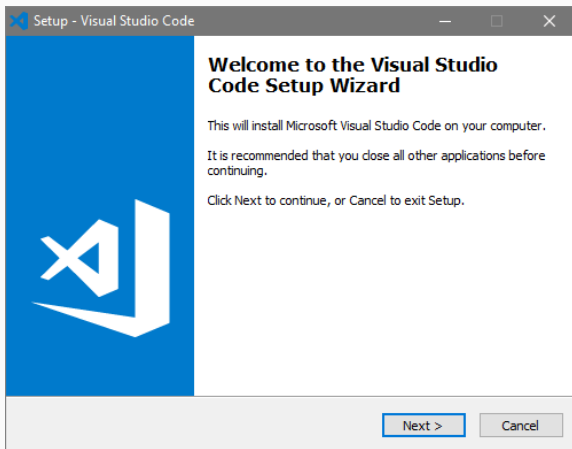 Setup - Visual Studio Code
Welcome to the Visual Studio
Code Setup Wizard
This will install Microsoft Visual Studio Code on your computer.
It is recommended that you close all other applications before
continuing.
Click Next to continue, or Cancel to exit Setup.
Next >
Cancel